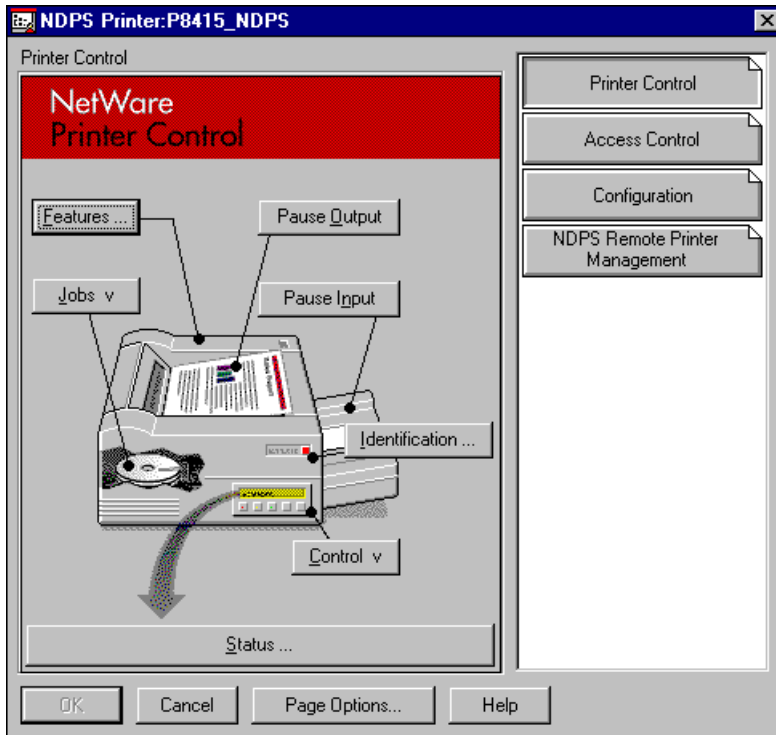 NDPS Printer:P8415_NDPS
Printer Control
NetWare
Printer Control
Features ...
Pause Output
Jobs v
Pause Input
Identification ...
Control v
Status ...
Printer Control
Access Control
Configuration
NDPS Remote Printer
Management
OK
Cancel
Page Options...
Help